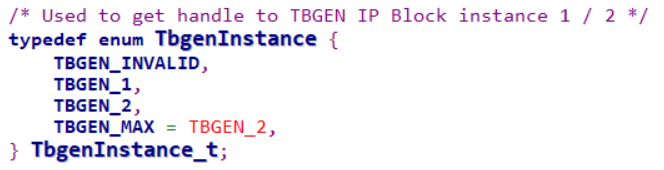 /* Used to get handle to TBGEN IP Block instance 1 / 2 */
typedef enum TbgenInstance {
    TBGEN_INVALID,
    TBGEN_1,
    TBGEN_2,
    TBGEN_MAX = TBGEN_2,
} TbgenInstance_t;